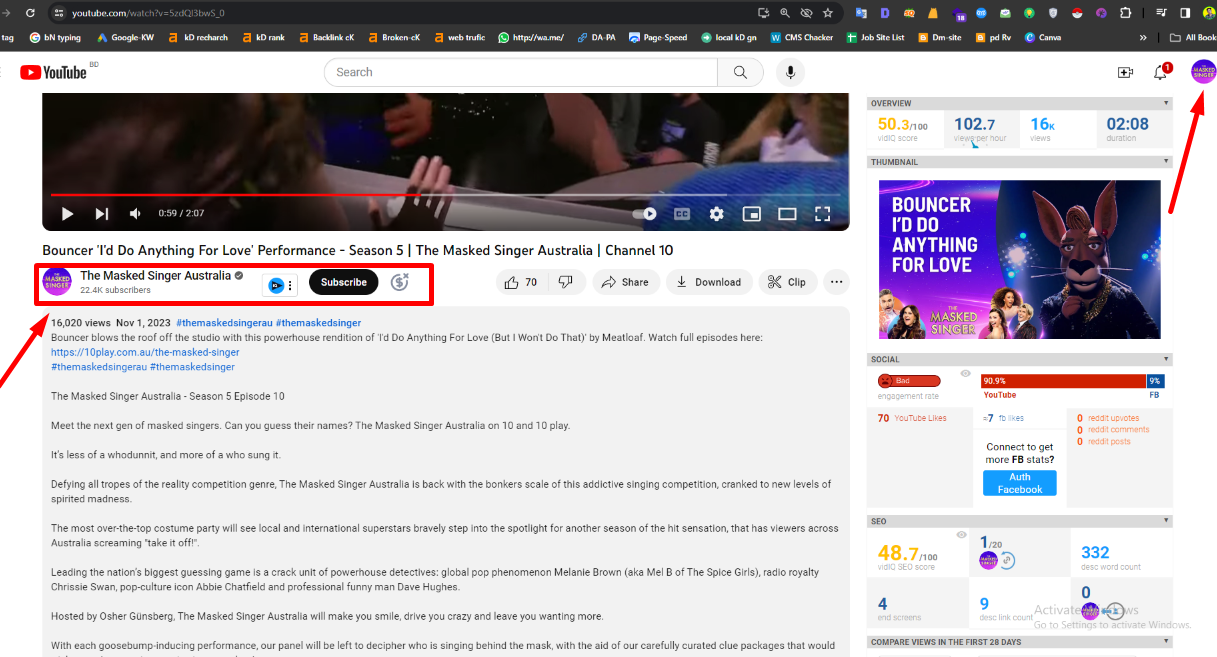 youtube.com/watch?v=5zdQl3bwS_0
18
tag
bN typing
Google-KW
kD recharch
kD rank
Backlink cK
Broken-cK
web trufic
http://wa.me/
DA-PA
Page-Speed
local kD gn
CMS Chacker
Job Site List
Dm-site
pd Rv
Canva
»
All Book
YouTube
BD
Search
1
MASKED SINGER
0:59 / 2:07
CC
Bouncer 'I'd Do Anything For Love' Performance - Season 5 | The Masked Singer Australia | Channel 10
MASKED SINGER
The Masked Singer Australia
22.4K subscribers
Subscribe
70
Share
Download
Clip
16,020 views Nov 1, 2023 #themaskedsingerau #themaskedsinger
Bouncer blows the roof off the studio with this powerhouse rendition of 'I'd Do Anything For Love (But I Won't Do That)' by Meatloaf. Watch full episodes here:
https://10play.com.au/the-masked-singer
#themaskedsingerau #themaskedsinger
The Masked Singer Australia - Season 5 Episode 10
Meet the next gen of masked singers. Can you guess their names? The Masked Singer Australia on 10 and 10 play.
It's less of a whodunnit, and more of a who sung it.
Defying all tropes of the reality competition genre, The Masked Singer Australia is back with the bonkers scale of this addictive singing competition, cranked to new levels of
spirited madness.
The most over-the-top costume party will see local and international superstars bravely step into the spotlight for another season of the hit sensation, that has viewers across
Australia screaming "take it off!".
Leading the nation's biggest guessing game is a crack unit of powerhouse detectives: global pop phenomenon Melanie Brown (aka Mel B of The Spice Girls), radio royalty
Chrissie Swan, pop-culture icon Abbie Chatfield and professional funny man Dave Hughes.
Hosted by Osher Günsberg, The Masked Singer Australia will make you smile, drive you crazy and leave you wanting more.
With each goosebump-inducing performance, our panel will be left to decipher who is singing behind the mask, with the aid of our carefully curated clue packages that would
OVERVIEW
50.3/100
vidIQ score
102.7
views per hour
16K
views
02:08
duration
THUMBNAIL
BOUNCER
I'D DO
ANYTHING
FOR LOVE
THE
MASKED
SINGER
SOCIAL
Bad
engagement rate
90.9%
9%
YouTube
FB
70 YouTube Likes
≈7 fb likes
0 reddit upvotes
0 reddit comments
0 reddit posts
Connect to get
more FB stats?
Auth
Facebook
SEO
48.7/100
vidIQ SEO score
1/20
332
desc word count
4
end screens
9
desc link count
0
Activate Windows
Go to Settings to activate Windows.
COMPARE VIEWS IN THE FIRST 28 DAYS